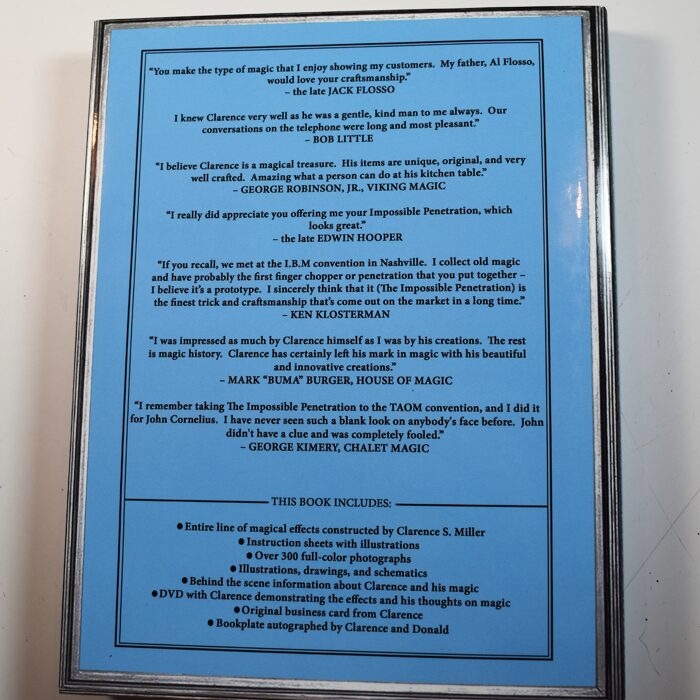 “You make the type of magic that I enjoy showing my customers. My father, Al Flosso,
would love your craftsmanship.”
– the late JACK FLOSSO
I knew Clarence very well as he was a gentle, kind man to me always. Our
conversations on the telephone were long and most pleasant.”
– BOB LITTLE
“I believe Clarence is a magical treasure. His items are unique, original, and very
well crafted. Amazing what a person can do at his kitchen table.”
– GEORGE ROBINSON, JR., VIKING MAGIC
“I really did appreciate you offering me your Impossible Penetration, which
looks great.”
– the late EDWIN HOOPER
“If you recall, we met at the I.B.M convention in Nashville. I collect old magic
and have probably the first finger chopper or penetration that you put together –
I believe it’s a prototype. I sincerely think that it (The Impossible Penetration) is
the finest trick and craftsmanship that’s come out on the market in a long time.”
– KEN KLOSTERMAN
“I was impressed as much by Clarence himself as I was by his creations. The rest
is magic history. Clarence has certainly left his mark in magic with his beautiful
and innovative creations.”
– MARK “BUMA” BURGER, HOUSE OF MAGIC
“I remember taking The Impossible Penetration to the TAOM convention, and I did it
for John Cornelius. I have never seen such a blank look on anybody’s face before. John
didn't have a clue and was completely fooled.”
– GEORGE KIMERY, CHALET MAGIC
THIS BOOK INCLUDES:
● Entire line of magical effects constructed by Clarence S. Miller
● Instruction sheets with illustrations
● Over 300 full-color photographs
● Illustrations, drawings, and schematics
● Behind the scene information about Clarence and his magic
● DVD with Clarence demonstrating the effects and his thoughts on magic
● Original business card from Clarence
● Bookplate autographed by Clarence and Donald